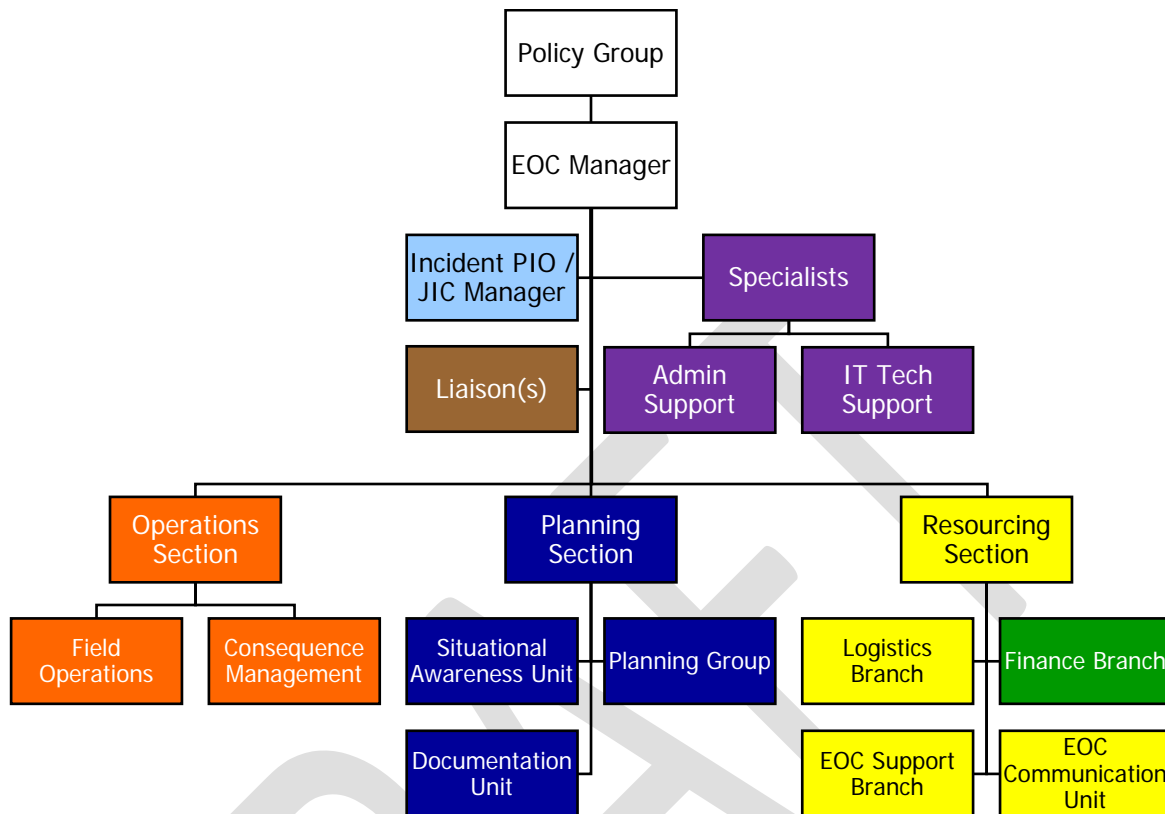 Policy Group
EOC Manager
Incident PIO /
JIC Manager
Specialists
Liaison(s)
Admin
Support
IT Tech
Support
Operations
Section
Planning
Section
Resourcing
Section
Field
Operations
Consequence
Management
Situational
Awareness Unit
Planning Group
Logistics
Branch
Finance Branch
Documentation
Unit
EOC Support
Branch
EOC
Communication
Unit
DRAFT